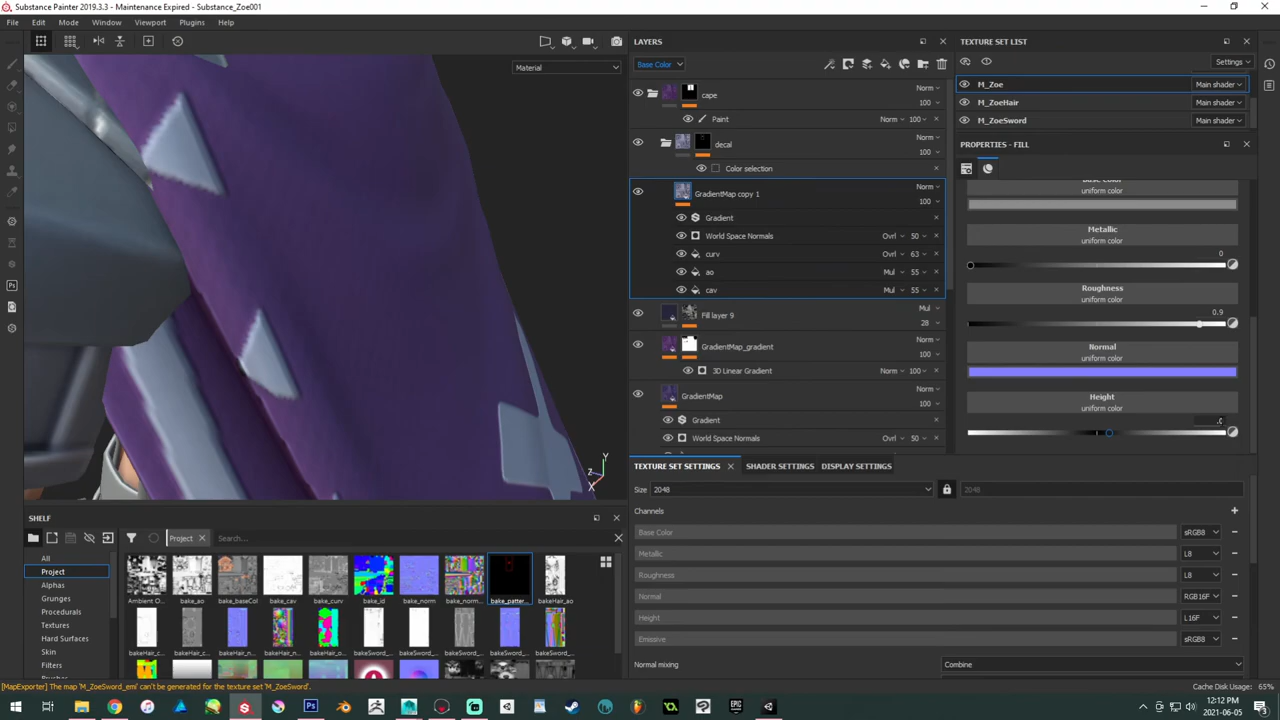 Substance Painter 2019.3.3 - Maintenance Expired - Substance_Zoe001
File Edit Mode Window Viewport Plugins Help
Material
LAYERS
Base Color
cape
Norm
100
Paint Norm 100
decal
Norm
100
Color selection
GradientMap copy 1
Norm
100
Gradient
World Space Normals Ovrl 50
curv Ovrl 63
ao Mul 55
cav Mul 55
Fill layer 9
Mul
28
GradientMap_gradient
Norm
100
3D Linear Gradient Norm 100
GradientMap
Norm
100
Gradient
World Space Normals Norm 50
TEXTURE SET LIST
Settings
M_Zoe Main shader
M_ZoeHair Main shader
M_ZoeSword Main shader
PROPERTIES - FILL
Base Color
uniform color
Metallic
uniform color
0
Roughness
uniform color
0.9
Normal
uniform color
Height
uniform color
TEXTURE SET SETTINGS SHADER SETTINGS DISPLAY SETTINGS
Size 2048 2048
Channels
Base Color sRGB8
Metallic L8
Roughness L8
Normal RGB16F
Height L16F
Emissive sRGB8
Normal mixing Combine
Y
Z
X
SHELF
Project
Search...
All
Project
Alphas
Grunges
Procedurals
Textures
Hard Surfaces
Skin
Filters
Ambient O... bake_ao bake_baseCol bake_cav bake_curv bake_id bake_norm bake_norm... bake_patter... bakeHair_ao
bakeHair_c... bakeHair_c... bakeHair_n... bakeSword_... bakeSword_... bakeSword_...
[MapExporter] The map 'M_ZoeSword_emi' can't be generated for the texture set 'M_ZoeSword'.
Cache Disk Usage: 65%
12:12 PM
2021-06-05